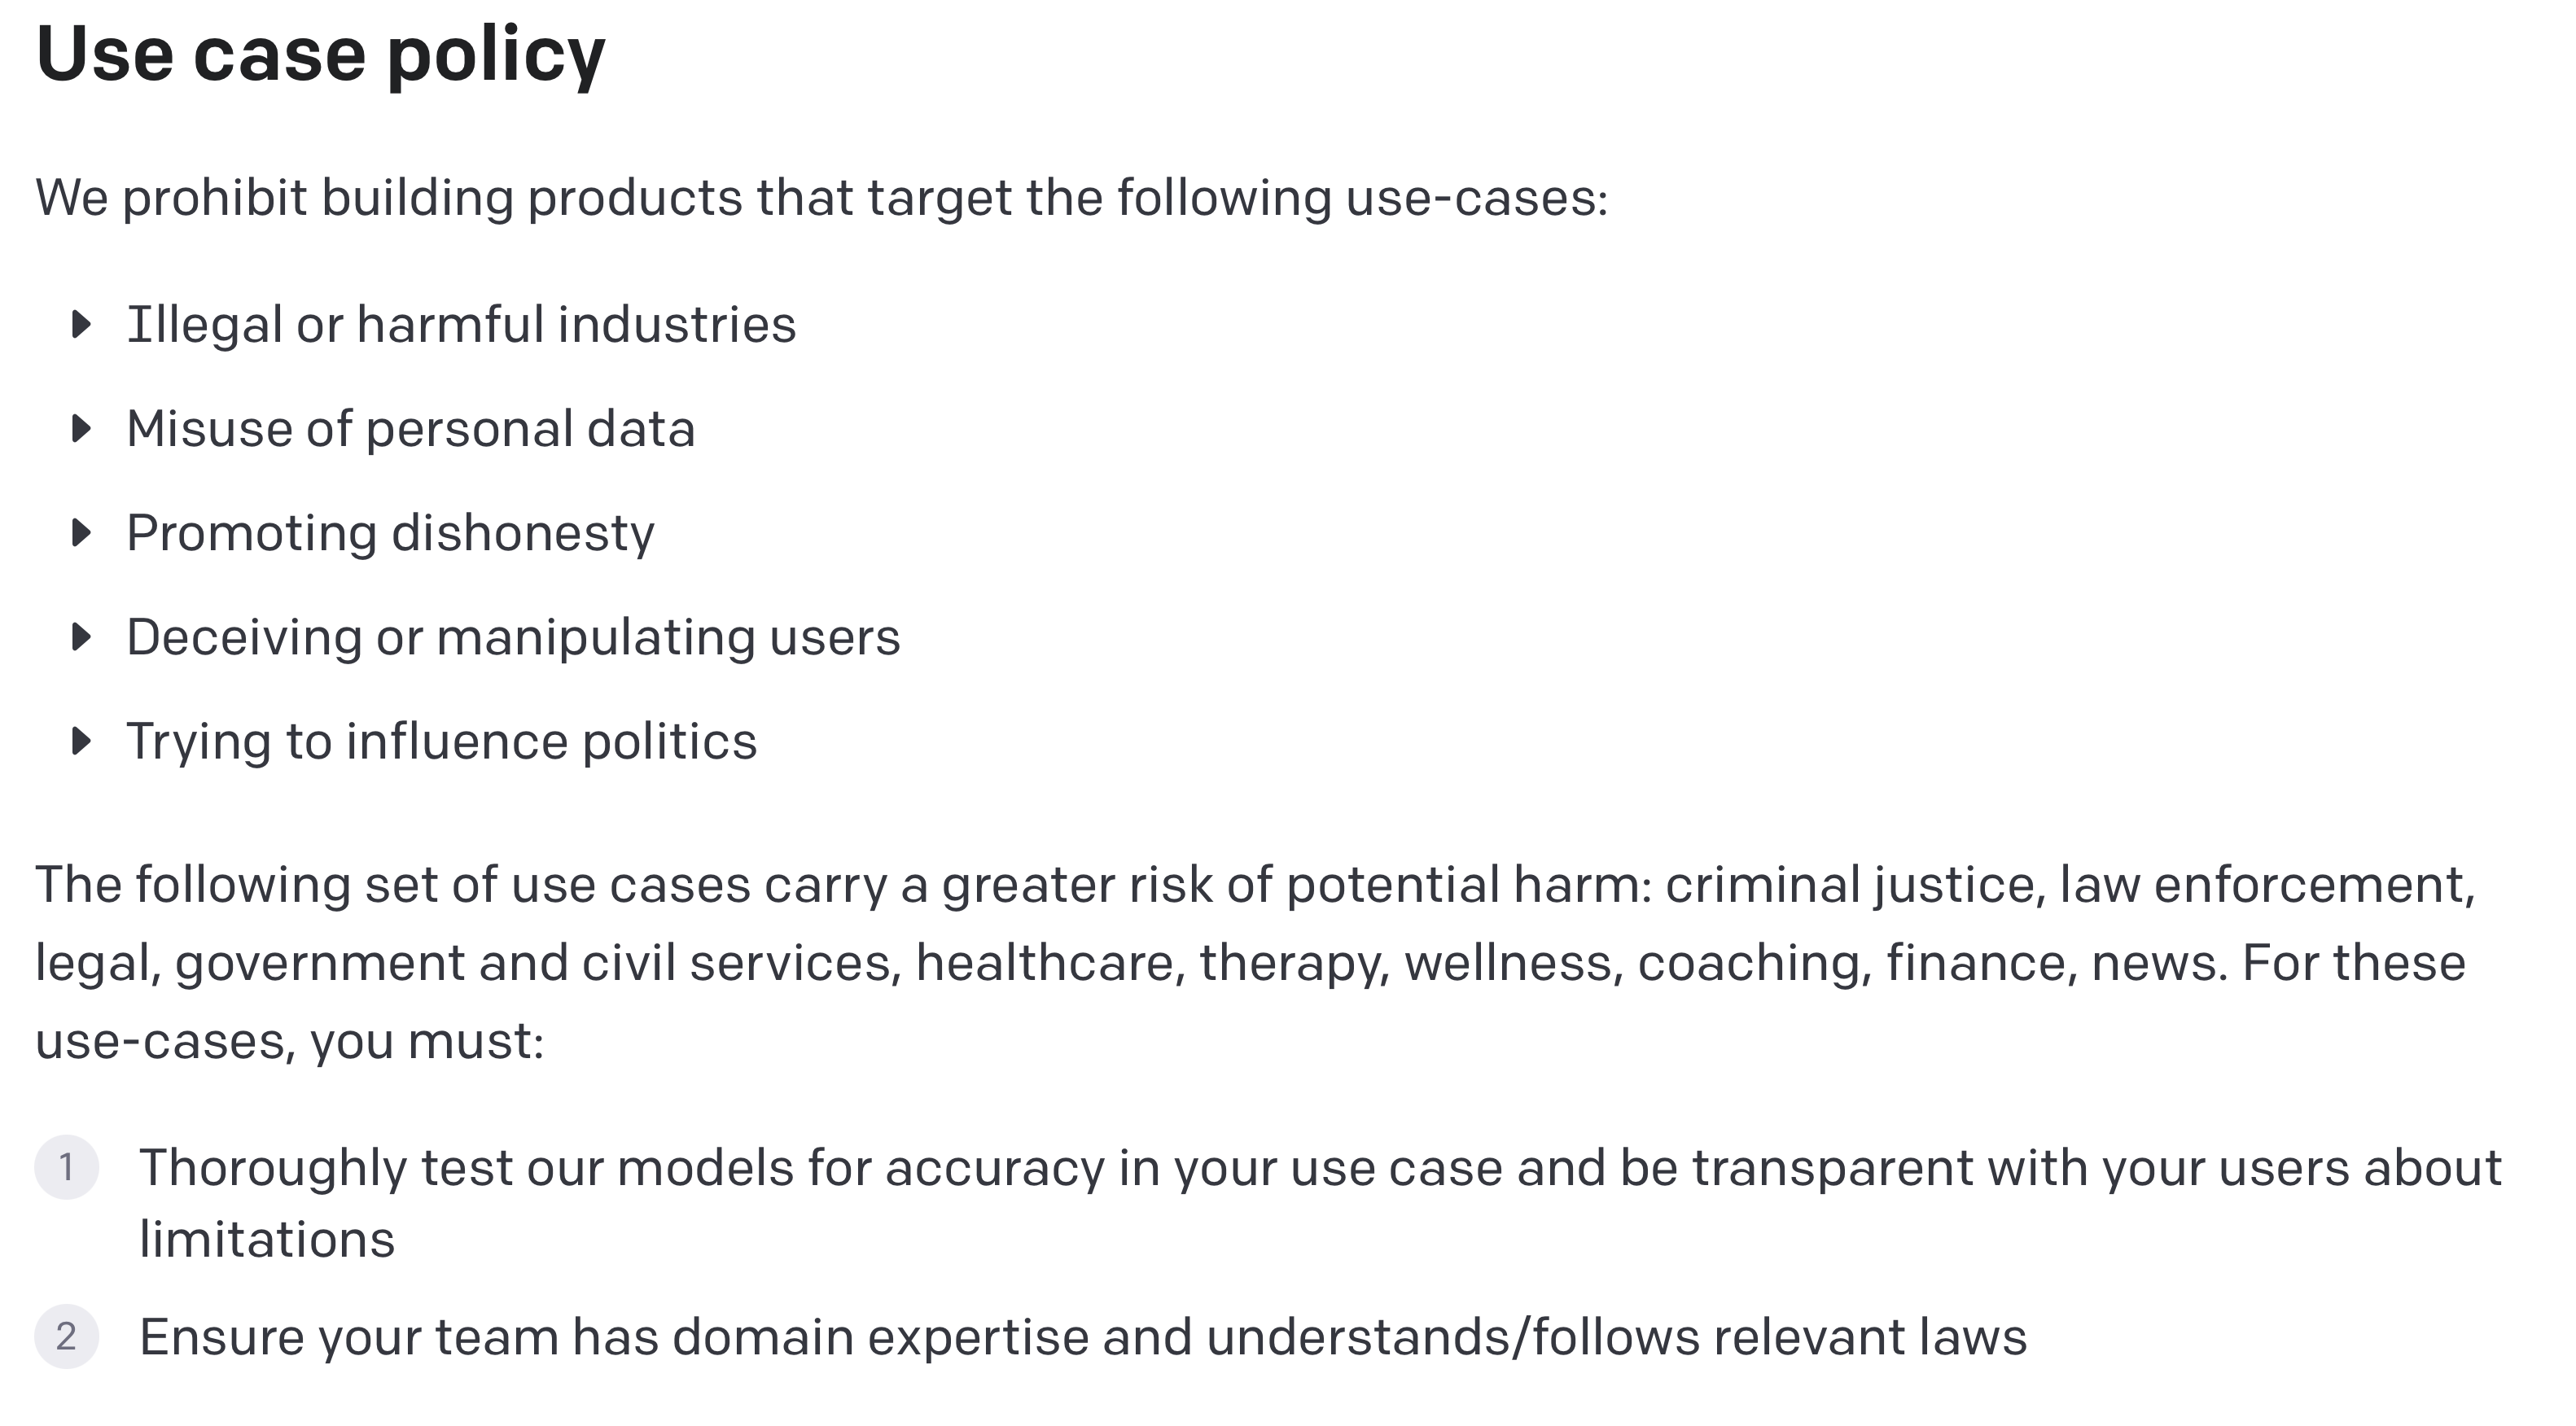 Use case policy
We prohibit building products that target the following use-cases:
Illegal or harmful industries
Misuse of personal data
Promoting dishonesty
Deceiving or manipulating users
Trying to influence politics
The following set of use cases carry a greater risk of potential harm: criminal justice, law enforcement,
legal, government and civil services, healthcare, therapy, wellness, coaching, finance, news. For these
use-cases, you must:
1 Thoroughly test our models for accuracy in your use case and be transparent with your users about
limitations
2 Ensure your team has domain expertise and understands/follows relevant laws